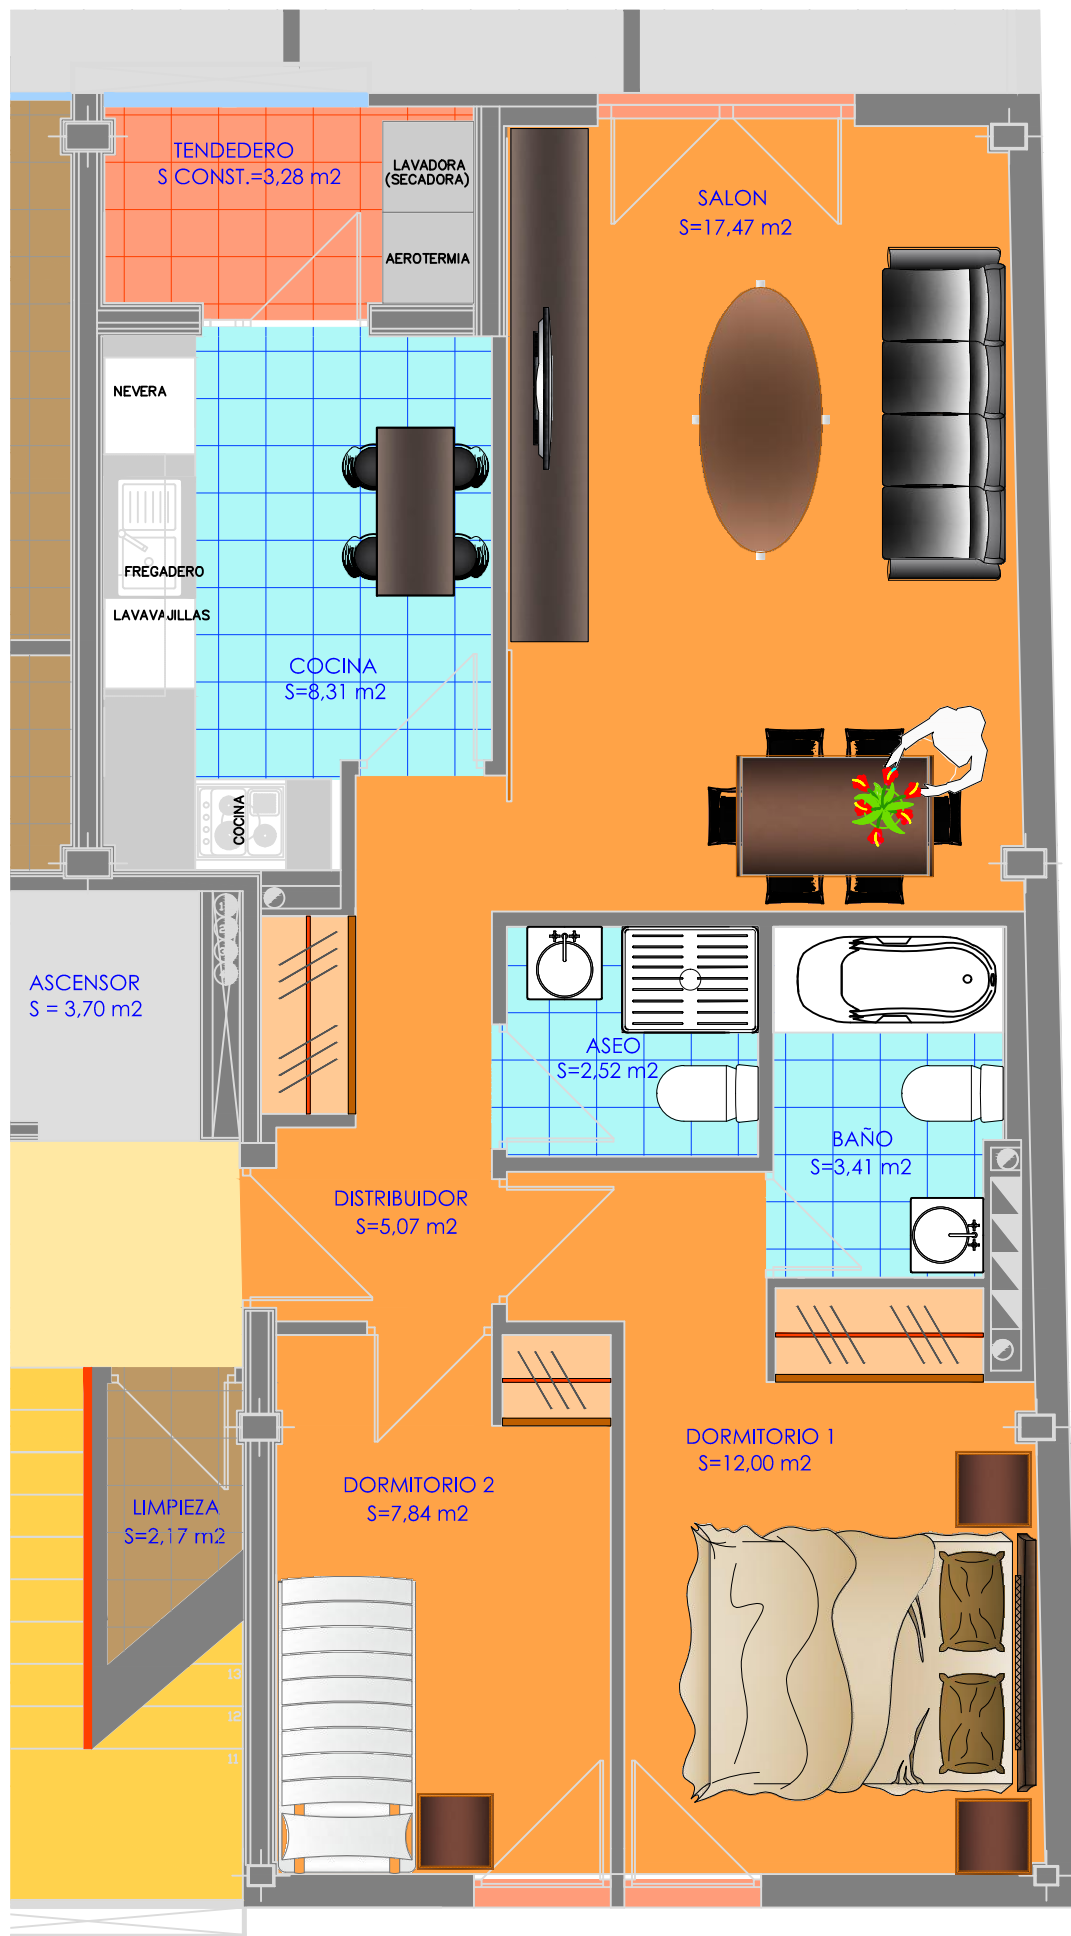 TENDEDERO
S CONST.=3,28 m2
LAVADORA
(SECADORA)
AEROTERMIA
SALON
S=17,47 m2
NEVERA
FREGADERO
LAVAVAJILLAS
COCINA
S=8,31 m2
COCINA
ASCENSOR
S = 3,70 m2
ASEO
S=2,52 m2
BAÑO
S=3,41 m2
DISTRIBUIDOR
S=5,07 m2
DORMITORIO 1
S=12,00 m2
DORMITORIO 2
S=7,84 m2
LIMPIEZA
S=2,17 m2
13
12
11